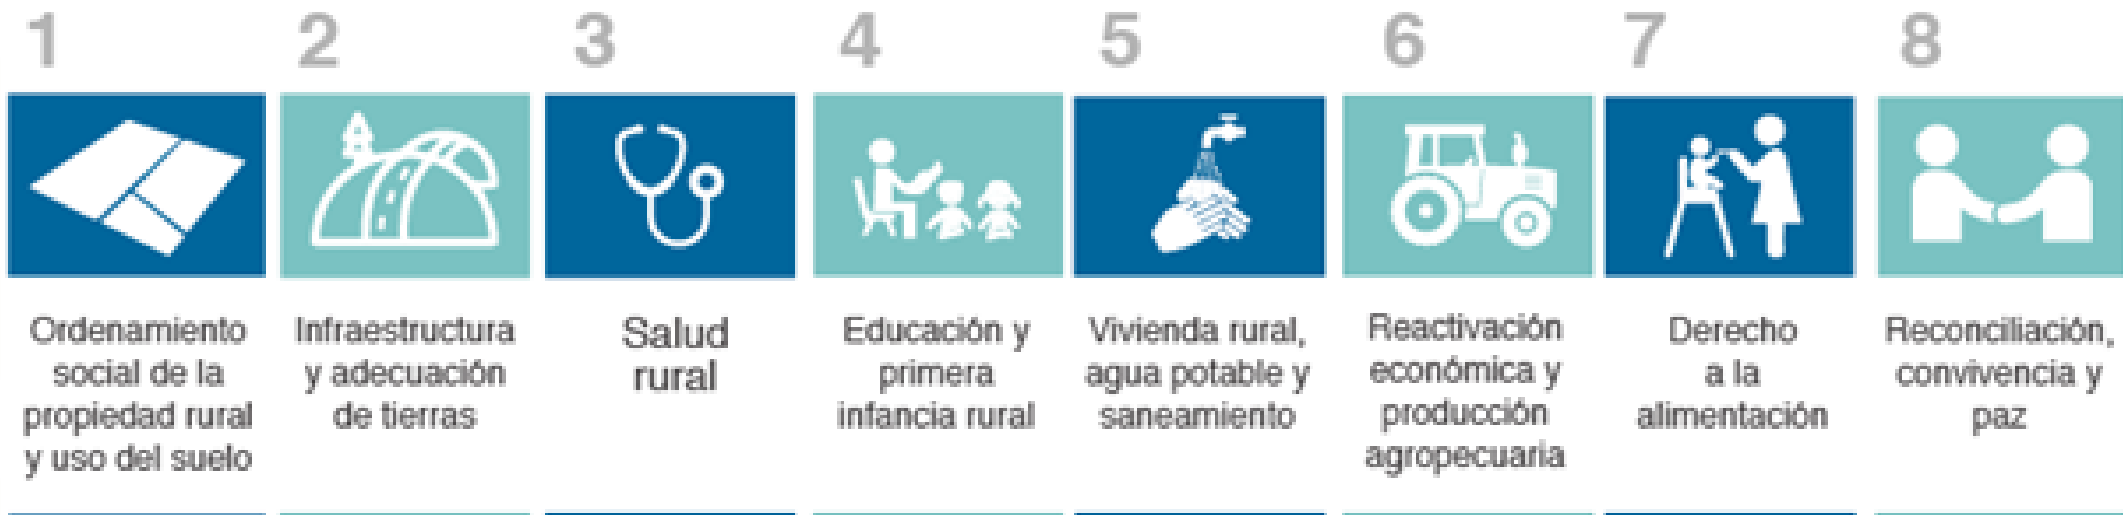 1
Ordenamiento
social de la
propiedad rural
y uso del suelo
2
Infraestructura
y adecuación
de tierras
3
Salud
rural
4
Educación y
primera
infancia rural
5
Vivienda rural,
agua potable y
saneamiento
6
Reactivación
económica y
producción
agropecuaria
7
Derecho
a la
alimentación
8
Reconciliación,
convivencia y
paz